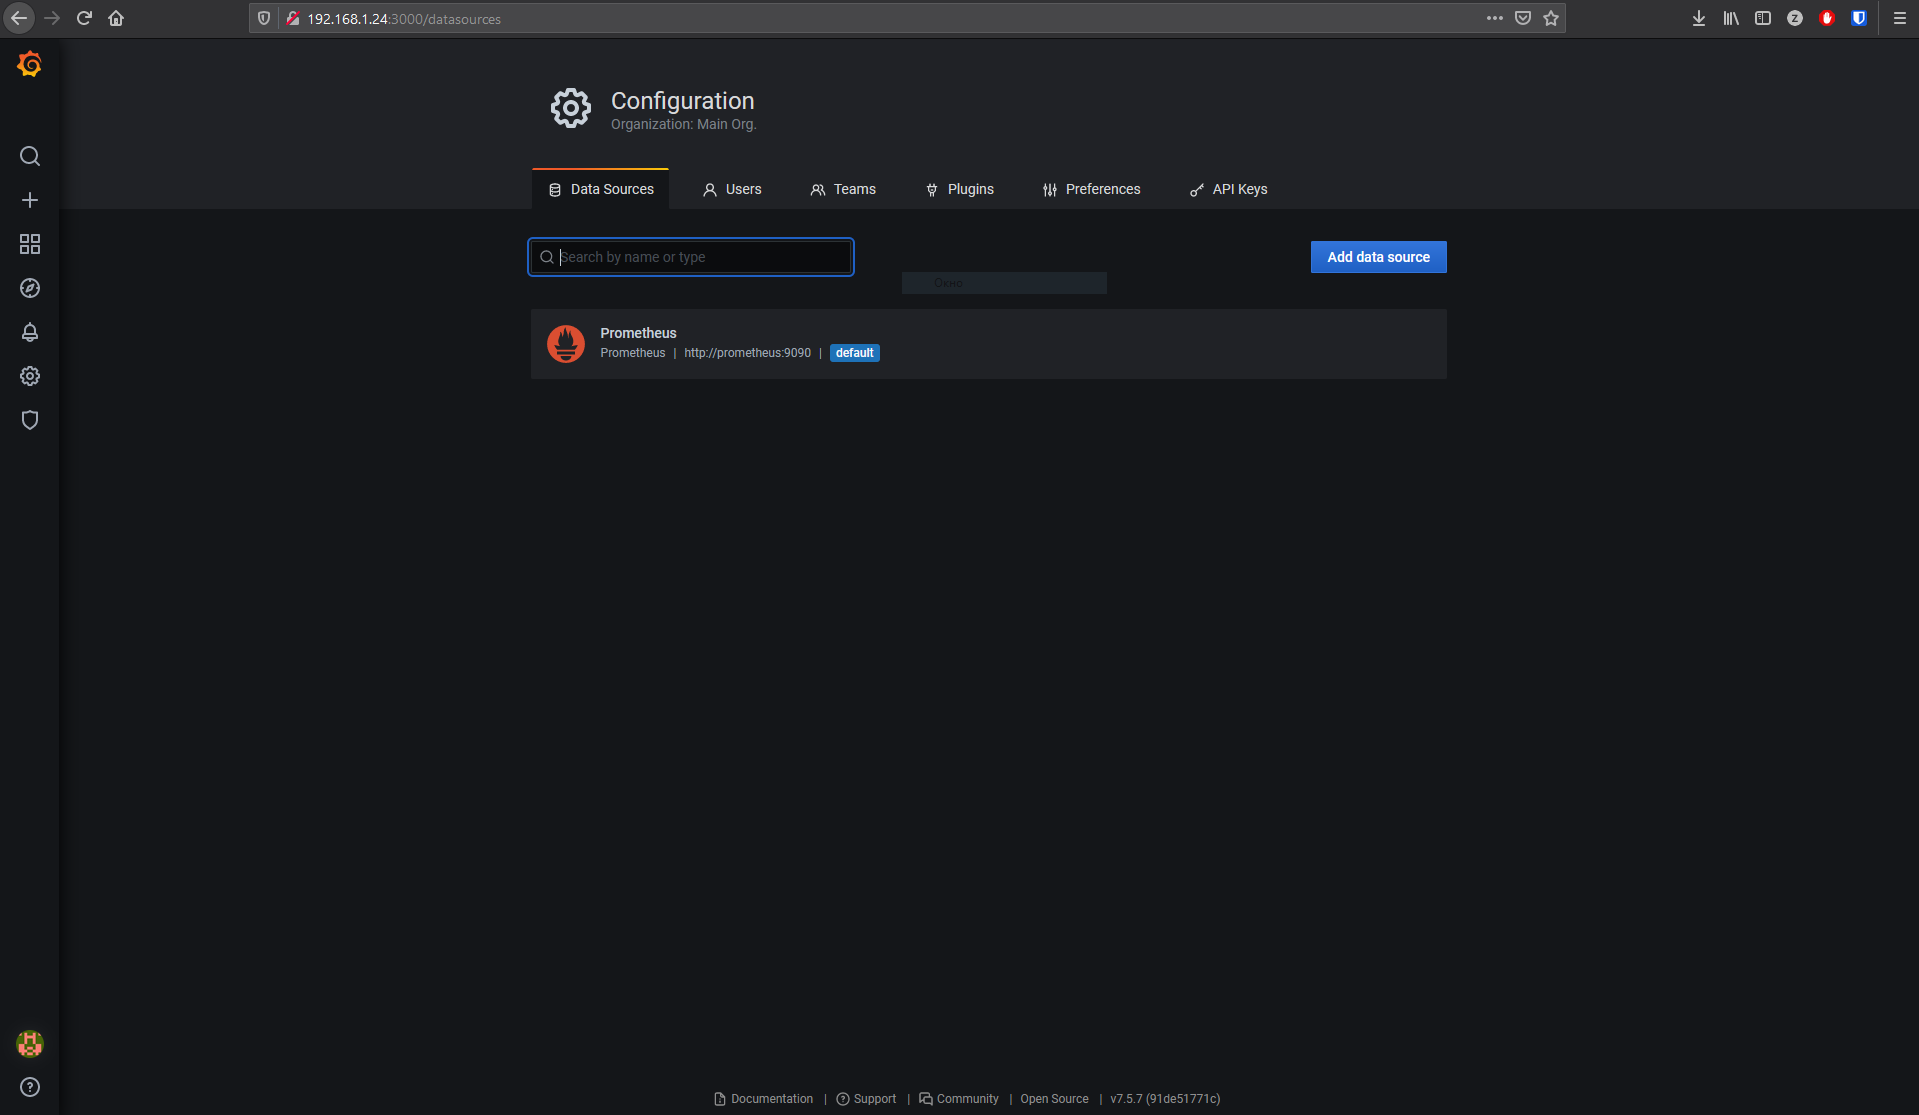 192.168.1.24:3000/datasources
Configuration
Organization: Main Org.
Data Sources
Users
Teams
Plugins
Preferences
API Keys
Search by name or type
Add data source
Окно
Prometheus
Prometheus | http://prometheus:9090 | default
Documentation | Support | Community | Open Source | v7.5.7 (91de51771c)